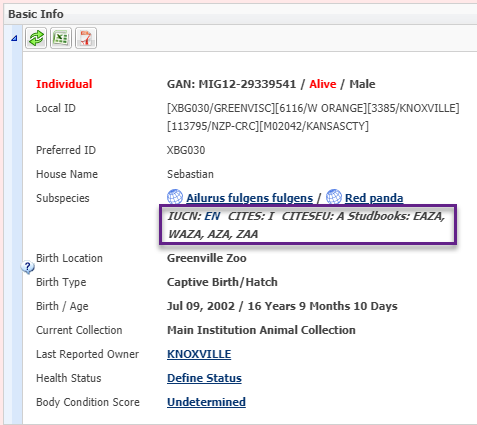 Basic Info
Individual GAN: MIG12-29339541 / Alive / Male
Local ID [XBG030/GREENVISC][6116/W ORANGE][3385/KNOXVILLE]
[113795/NZP-CRC][M02042/KANSASCTY]
Preferred ID XBG030
House Name Sebastian
Subspecies Ailurus fulgens fulgens / Red panda
IUCN: EN CITES: I CITESEU: A Studbooks: EAZA,
WAZA, AZA, ZAA
Birth Location Greenville Zoo
Birth Type Captive Birth/Hatch
Birth / Age Jul 09, 2002 / 16 Years 9 Months 10 Days
Current Collection Main Institution Animal Collection
Last Reported Owner KNOXVILLE
Health Status Define Status
Body Condition Score Undetermined